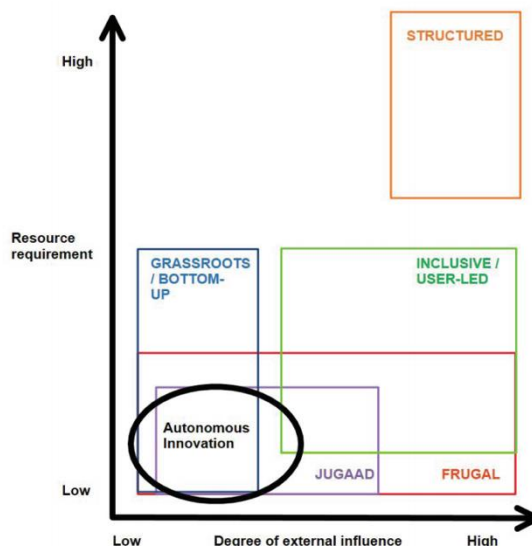 STRUCTURED
High
Resource
requirement
GRASSROOTS
/ BOTTOM-
UP
INCLUSIVE /
USER-LED
Autonomous
Innovation
JUGAAD
FRUGAL
Low
Low
Degree of external influence
High